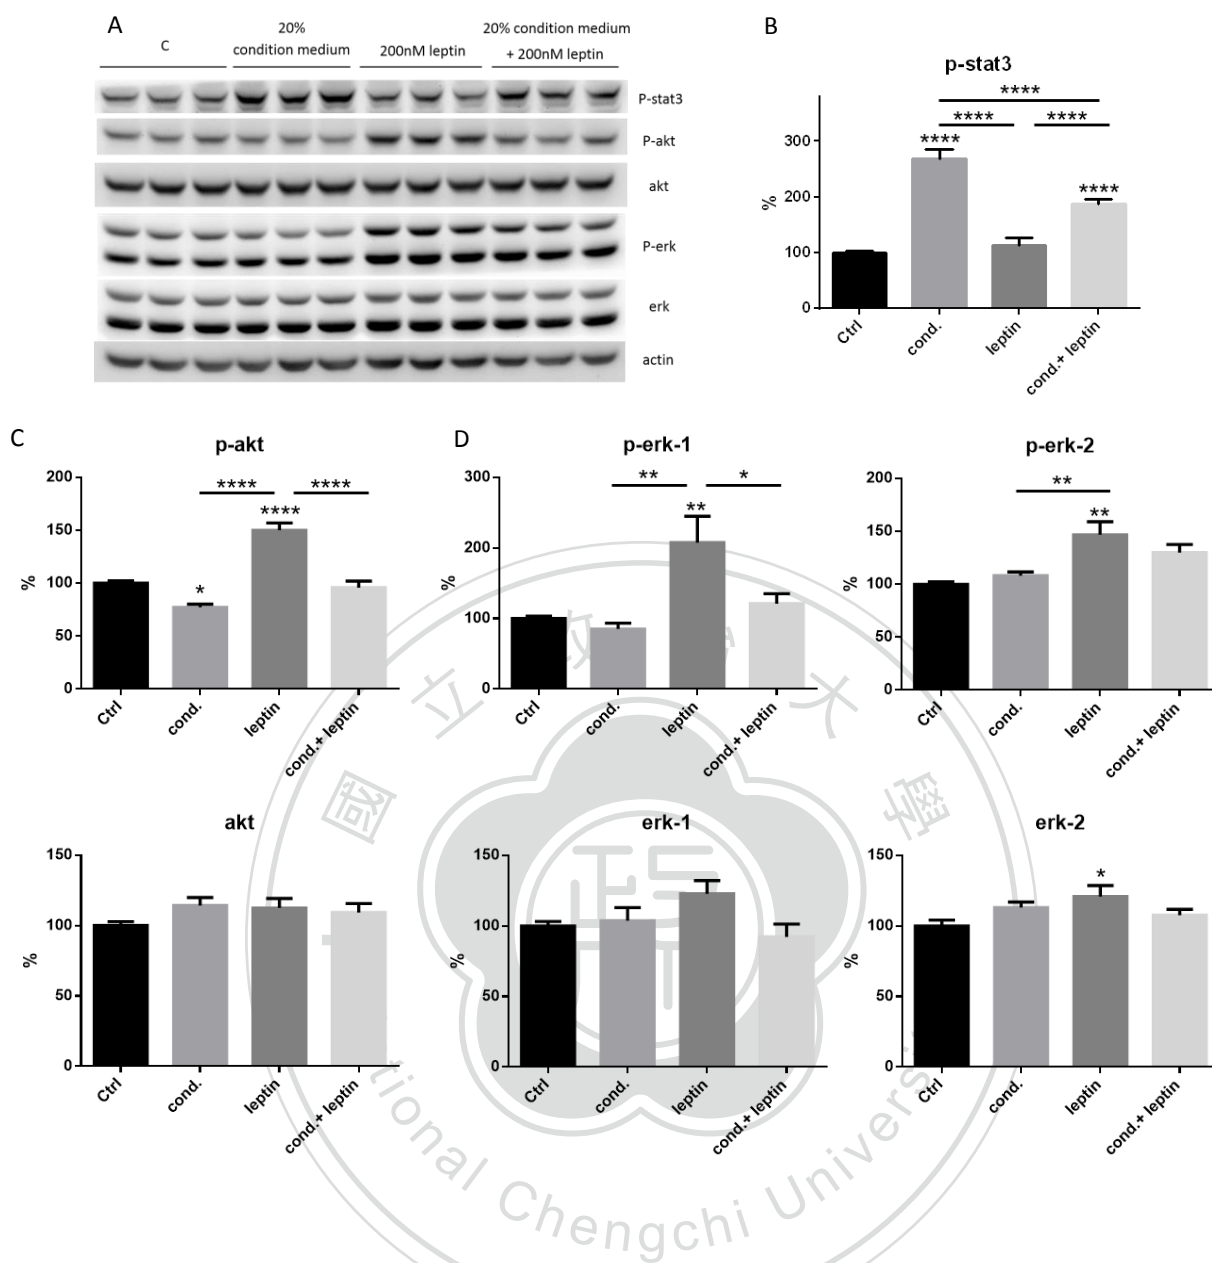 A
C
20%
condition medium
200nM leptin
20% condition medium
+ 200nM leptin
P-stat3
P-akt
akt
P-erk
erk
actin
B
p-stat3
****
**** ****
****
****
300
200
100
0
%
Ctrl
cond.
leptin
cond.+ leptin
C
p-akt
200
150
100
50
0
%
**** ****
****
*
Ctrl
cond.
leptin
cond.+ leptin
D
p-erk-1
300
200
100
0
%
** *
**
Ctrl
cond.
leptin
cond.+ leptin
p-erk-2
200
150
100
50
0
%
**
**
Ctrl
cond.
leptin
cond.+ leptin
akt
150
100
50
0
%
Ctrl
cond.
leptin
cond.+ leptin
erk-1
150
100
50
0
%
Ctrl
cond.
leptin
cond.+ leptin
erk-2
150
100
50
0
%
*
Ctrl
cond.
leptin
cond.+ leptin
國立政 大學
tional Chengchi Universi